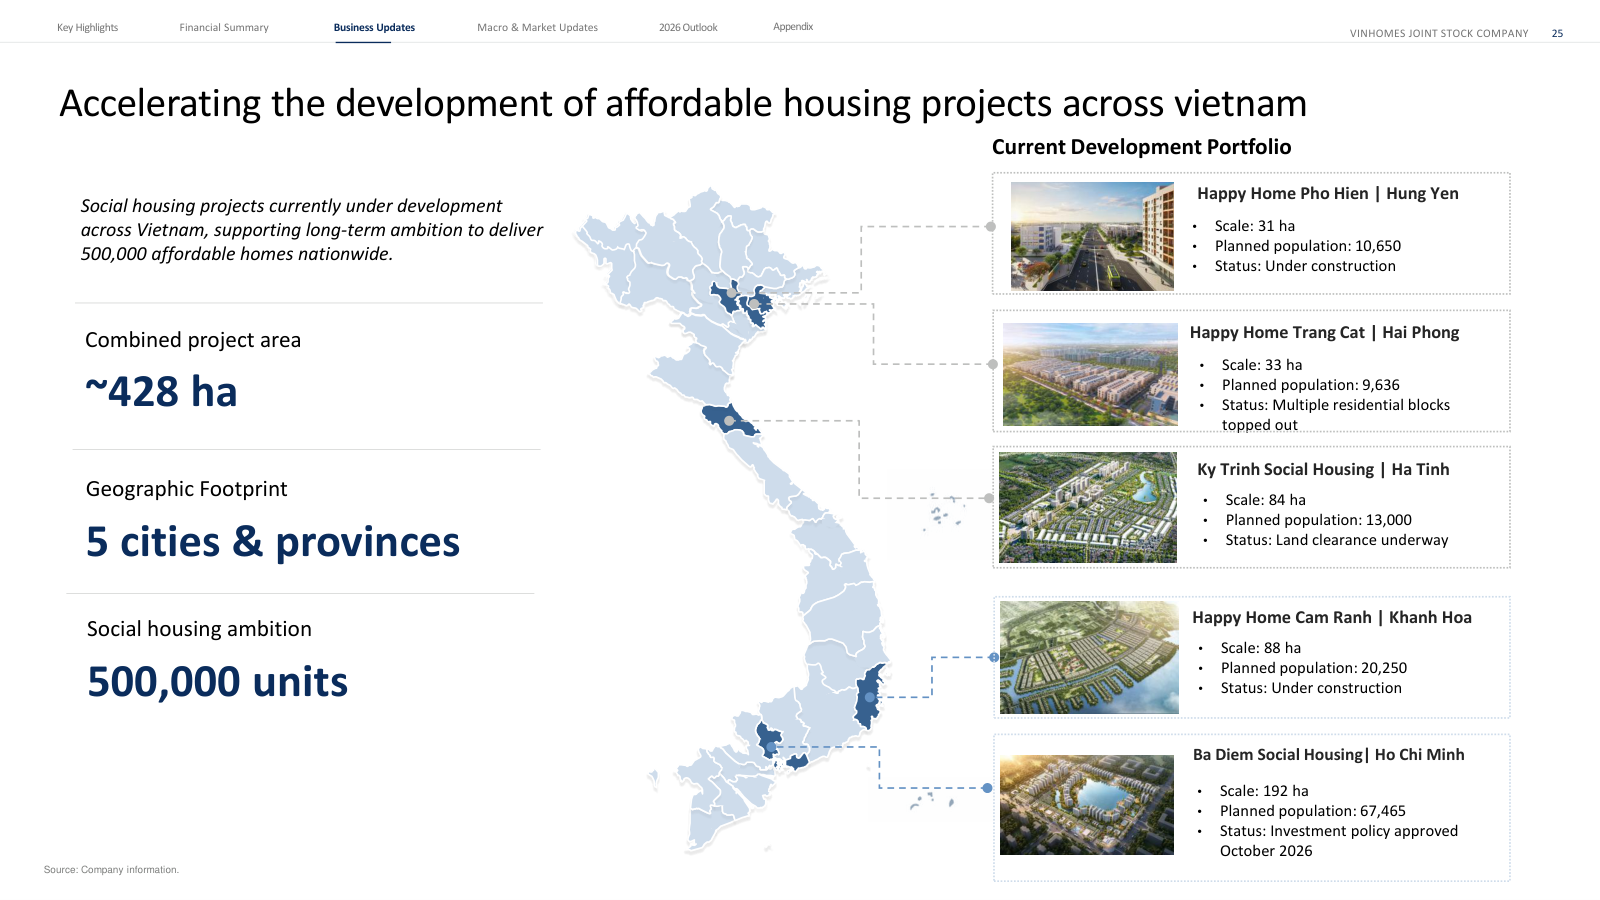 Key Highlights
Financial Summary
Business Updates
Macro & Market Updates
2026 Outlook
Appendix
VINHOMES JOINT STOCK COMPANY
25
Accelerating the development of affordable housing projects across vietnam
Social housing projects currently under development
across Vietnam, supporting long-term ambition to deliver
500,000 affordable homes nationwide.
Combined project area
~428 ha
Geographic Footprint
5 cities & provinces
Social housing ambition
500,000 units
Current Development Portfolio
Happy Home Pho Hien | Hung Yen
• Scale: 31 ha
• Planned population: 10,650
• Status: Under construction
Happy Home Trang Cat | Hai Phong
• Scale: 33 ha
• Planned population: 9,636
• Status: Multiple residential blocks
topped out
Ky Trinh Social Housing | Ha Tinh
• Scale: 84 ha
• Planned population: 13,000
• Status: Land clearance underway
Happy Home Cam Ranh | Khanh Hoa
• Scale: 88 ha
• Planned population: 20,250
• Status: Under construction
Ba Diem Social Housing| Ho Chi Minh
• Scale: 192 ha
• Planned population: 67,465
• Status: Investment policy approved
October 2026
Source: Company information.